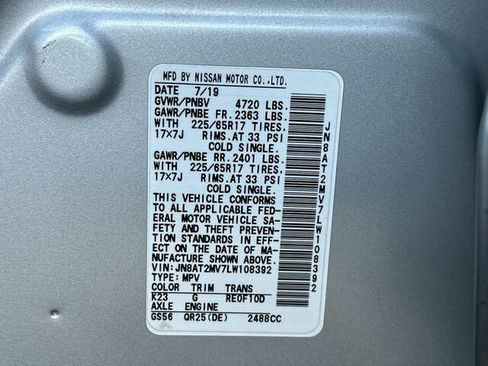 MFD BY NISSAN MOTOR CO.,LTD.
DATE 7/19
GVWR/PNBV 4720 LBS.
GAWR/PNBE FR. 2363 LBS.
WITH 225/65R17 TIRES,
17×7J RIMS.AT 33 PSI
COLD SINGLE.
GAWR/PNBE RR. 2401 LBS.
WITH 225/65R17 TIRES,
17×7J RIMS.AT 33 PSI
COLD SINGLE.
THIS VEHICLE CONFORMS
TO ALL APPLICABLE FED-
ERAL MOTOR VEHICLE SA-
FETY AND THEFT PREVEN-
TION STANDARDS IN EFF-
ECT ON THE DATE OF MA-
NUFACTURE SHOWN ABOVE.
VIN:JN8AT2MV7LW108392
TYPE:MPV
COLOR TRIM TRANS
K23 G RE0F10D
AXLE ENGINE
GS56 QR25(DE) 2488CC
JN8AT2MV7LW108392